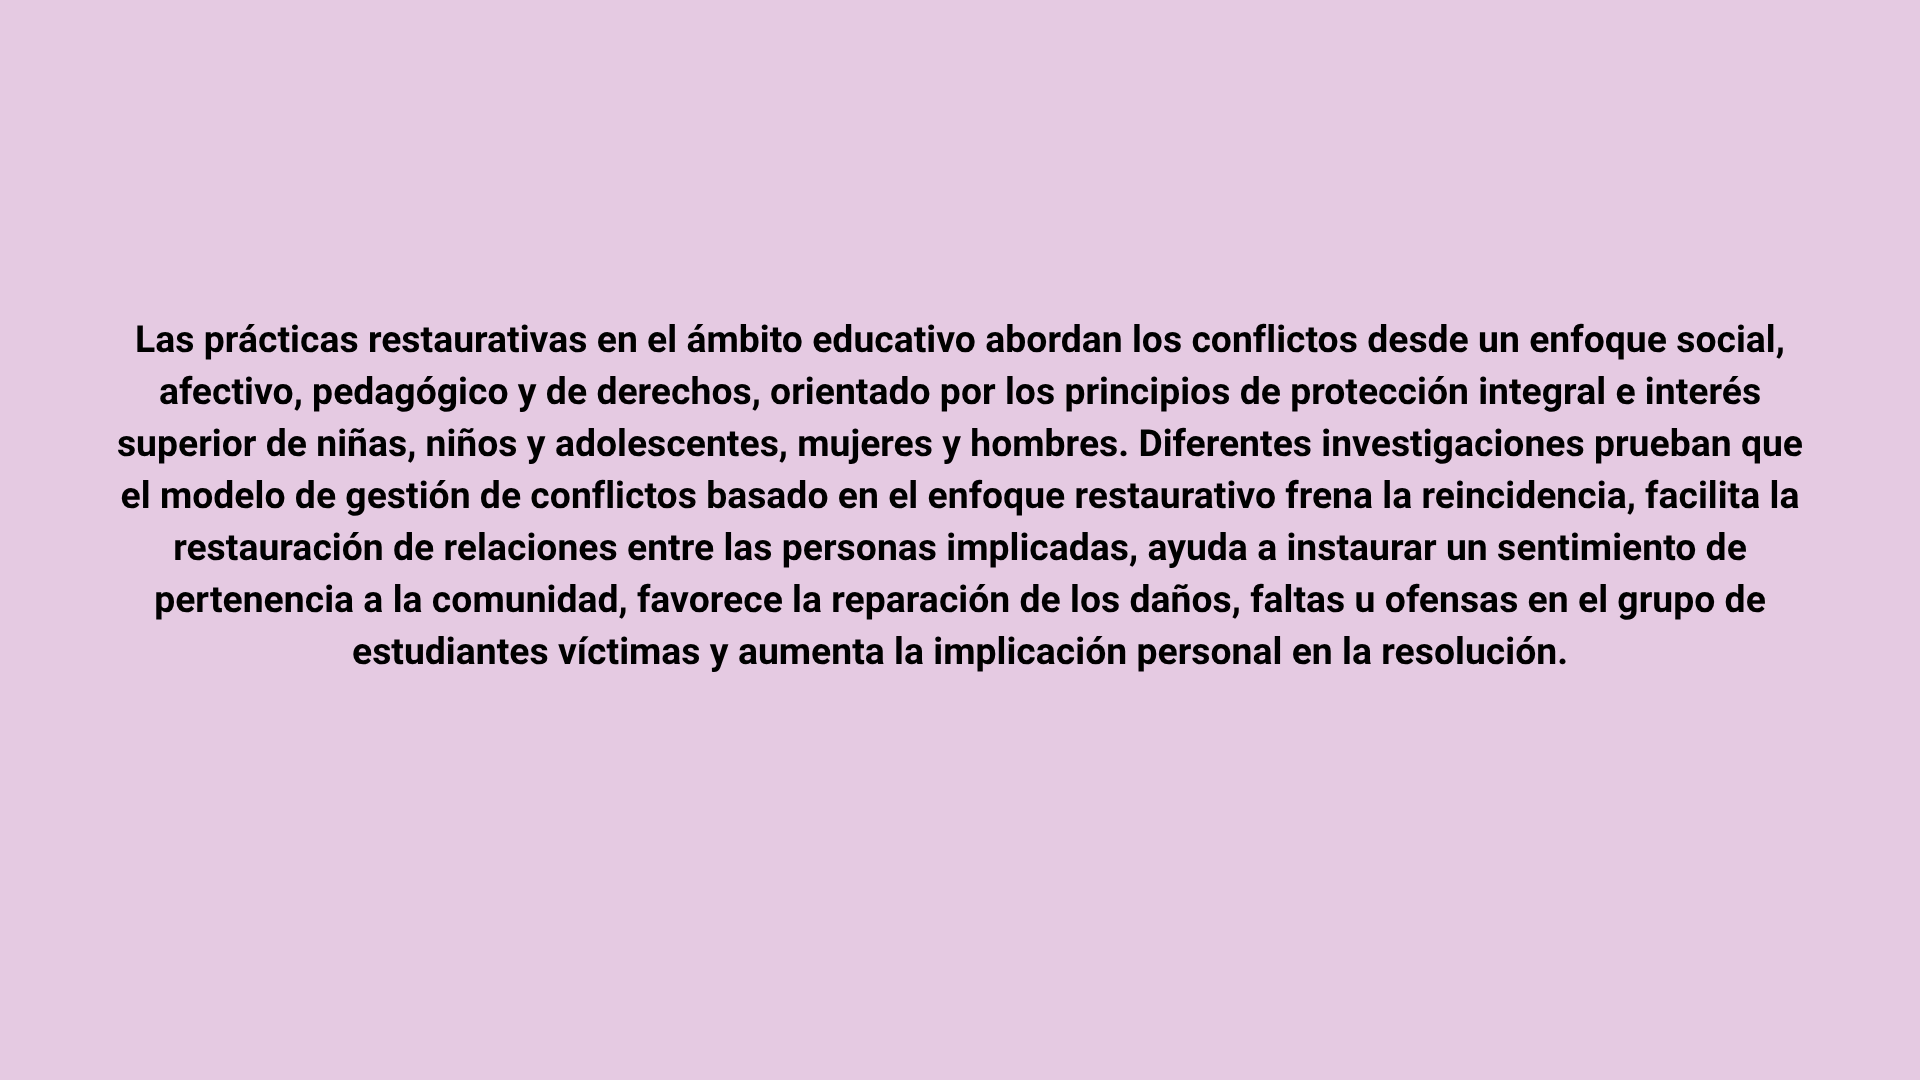 Las prácticas restaurativas en el ámbito educativo abordan los conflictos desde un enfoque social,
afectivo, pedagógico y de derechos, orientado por los principios de protección integral e interés
superior de niñas, niños y adolescentes, mujeres y hombres. Diferentes investigaciones prueban que
el modelo de gestión de conflictos basado en el enfoque restaurativo frena la reincidencia, facilita la
restauración de relaciones entre las personas implicadas, ayuda a instaurar un sentimiento de
pertenencia a la comunidad, favorece la reparación de los daños, faltas u ofensas en el grupo de
estudiantes víctimas y aumenta la implicación personal en la resolución.